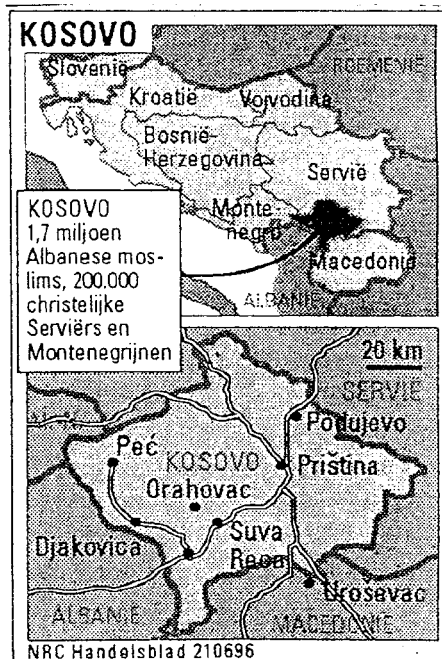 KOSOVO
Slovenië
ROEMENIË
Kroatië
Vojvodina
Bosnië-
Herzegovina
Servië
Monte-
negro
Macedonië
ALBANIË
KOSOVO
1,7 miljoen
Albanese mos-
lims, 200.000
christelijke
Serviërs en
Montenegrijnen
20 km
SERVIË
Podujevo
Peć
KOSOVO
Priština
Orahovac
Djakovica
Suva
Reca
Urosevac
ALBANIË
MACEDONIË
NRC Handelsblad 210696